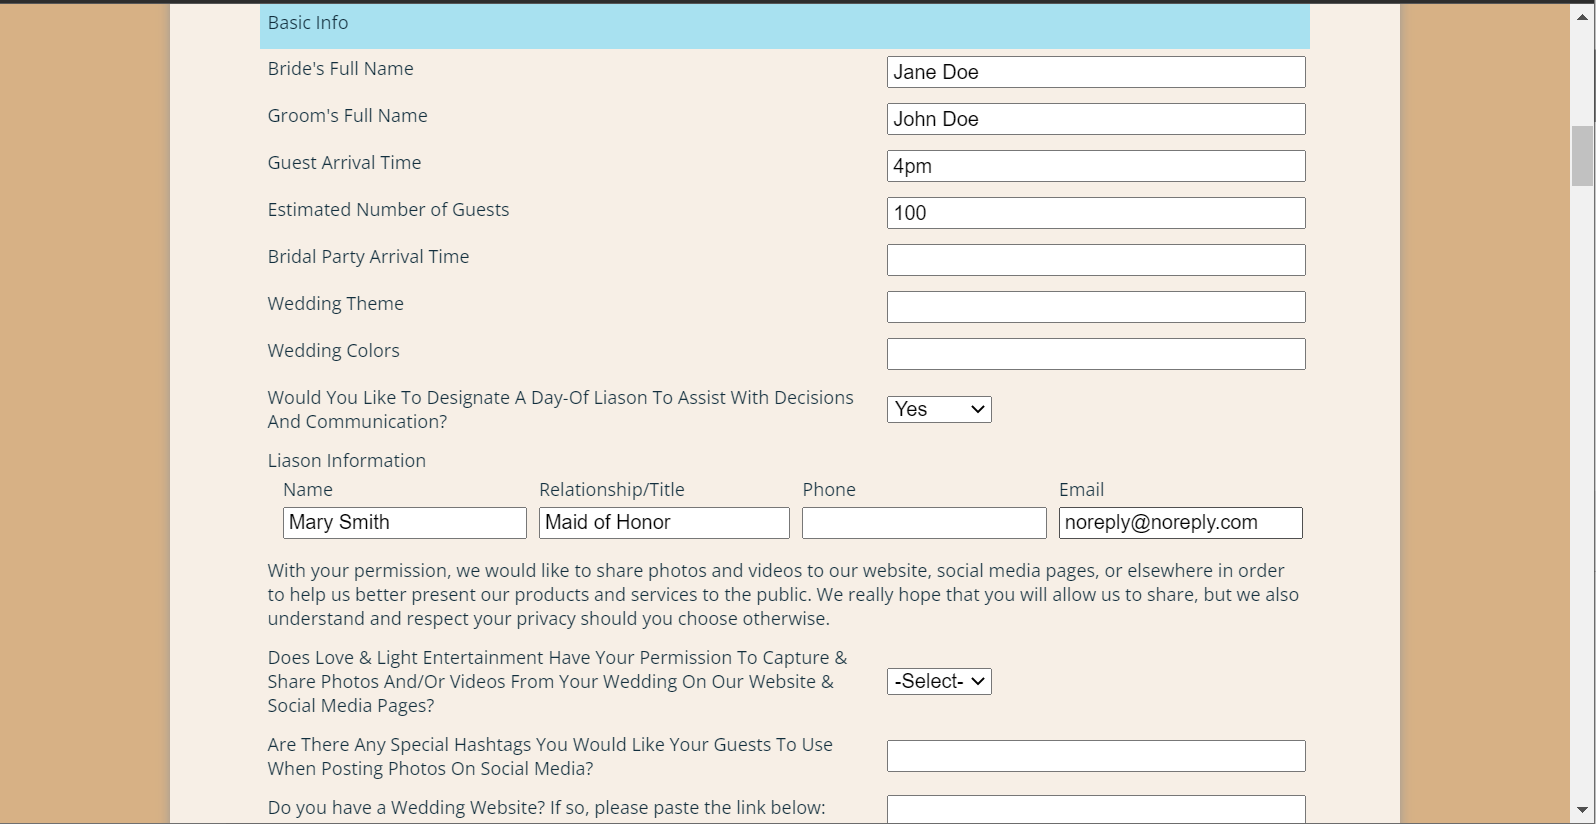 Basic Info
Bride's Full Name
Jane Doe
Groom's Full Name
John Doe
Guest Arrival Time
4pm
Estimated Number of Guests
100
Bridal Party Arrival Time
Wedding Theme
Wedding Colors
Would You Like To Designate A Day-Of Liason To Assist With Decisions
And Communication?
Yes
Liason Information
Name
Relationship/Title
Phone
Email
Mary Smith
Maid of Honor
noreply@noreply.com
With your permission, we would like to share photos and videos to our website, social media pages, or elsewhere in order
to help us better present our products and services to the public. We really hope that you will allow us to share, but we also
understand and respect your privacy should you choose otherwise.
Does Love & Light Entertainment Have Your Permission To Capture &
Share Photos And/Or Videos From Your Wedding On Our Website &
Social Media Pages?
-Select-
Are There Any Special Hashtags You Would Like Your Guests To Use
When Posting Photos On Social Media?
Do you have a Wedding Website? If so, please paste the link below: